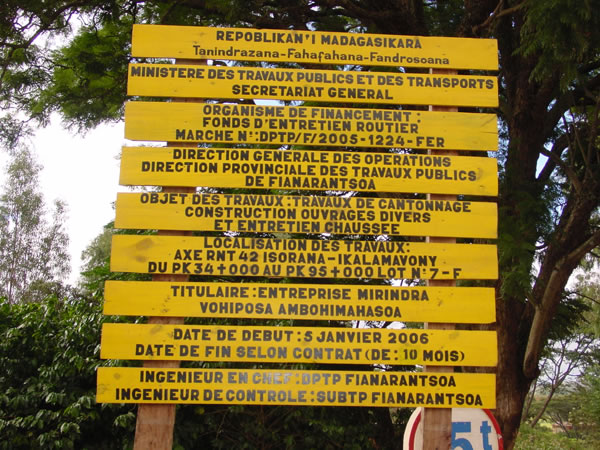 REPOBLIKAN'I MADAGASIKARA
Tanindrazana-Fahafahana-Fandrosoana
MINISTERE DES TRAVAUX PUBLICS ET DES TRANSPORTS
SECRETARIAT GENERAL
ORGANISME DE FINANCEMENT :
FONDS D'ENTRETIEN ROUTIER
MARCHE N°:DPTP/F/2005-1224-FER
DIRECTION GENERALE DES OPERATIONS
DIRECTION PROVINCIALE DES TRAVAUX PUBLICS
DE FIANARANTSOA
OBJET DES TRAVAUX :TRAVAUX DE CANTONNAGE
CONSTRUCTION OUVRAGES DIVERS
ET ENTRETIEN CHAUSSEE
LOCALISATION DES TRAVAUX:
AXE RNT 42 ISORANA-IKALAMAVONY
DU PK 34+000 AU PK 95+000 LOT N°7-F
TITULAIRE : ENTREPRISE MIRINDRA
VOHIPOSA AMBOHIMAHASOA
DATE DE DEBUT : 5 JANVIER 2006
DATE DE FIN SELON CONTRAT (DE : 10 MOIS)
INGENIEUR EN CHEF : DPTP FIANARANTSOA
INGENIEUR DE CONTROLE: SUBTP FIANARANTSOA
5t